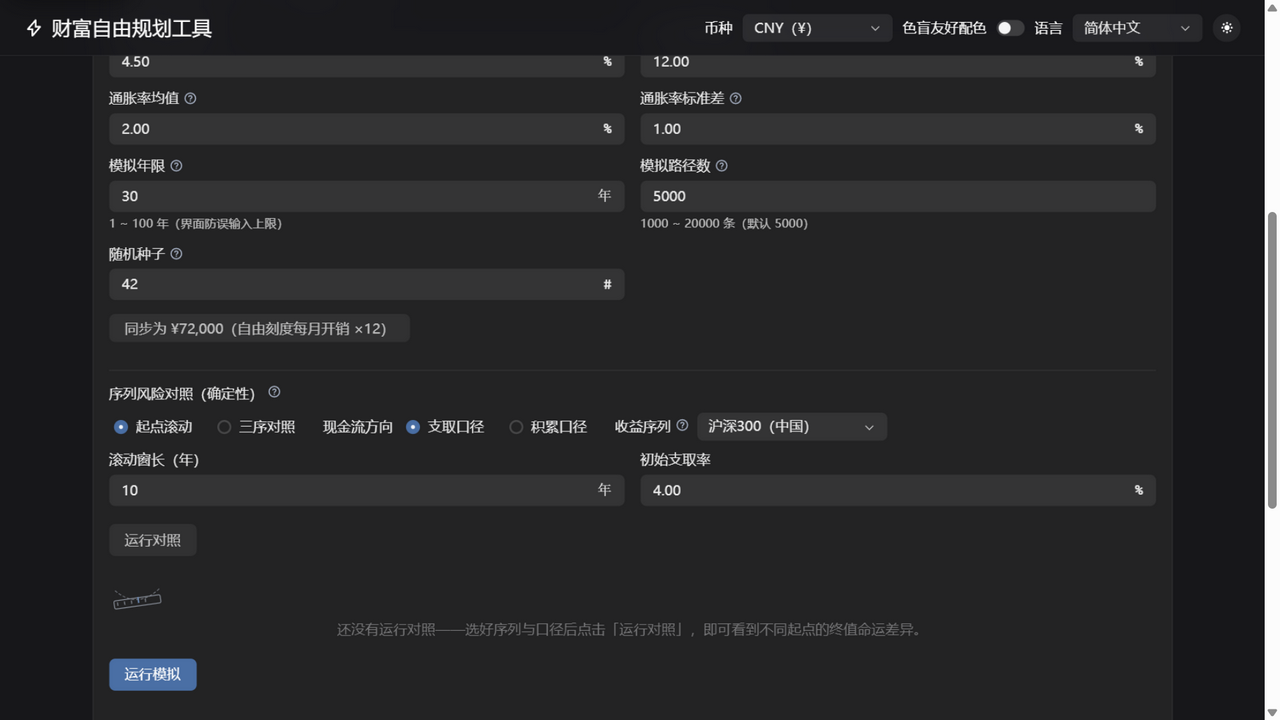 财富自由规划工具
币种 CNY（¥） 色盲友好配色 语言 简体中文
4.50 % 12.00 %
通胀率均值 ? 通胀率标准差 ?
2.00 % 1.00 %
模拟年限 ? 模拟路径数 ?
30 年 5000
1 ~ 100 年（界面防误输入上限） 1000 ~ 20000 条（默认 5000）
随机种子 ?
42 #
同步为 ¥72,000（自由刻度每月开销 ×12）
序列风险对照（确定性） ?
起点滚动 三序对照 现金流方向 支取口径 积累口径 收益序列 ? 沪深300（中国）
滚动窗长（年） 初始支取率
10 年 4.00 %
运行对照
还没有运行对照——选好序列与口径后点击「运行对照」，即可看到不同起点的终值命运差异。
运行模拟